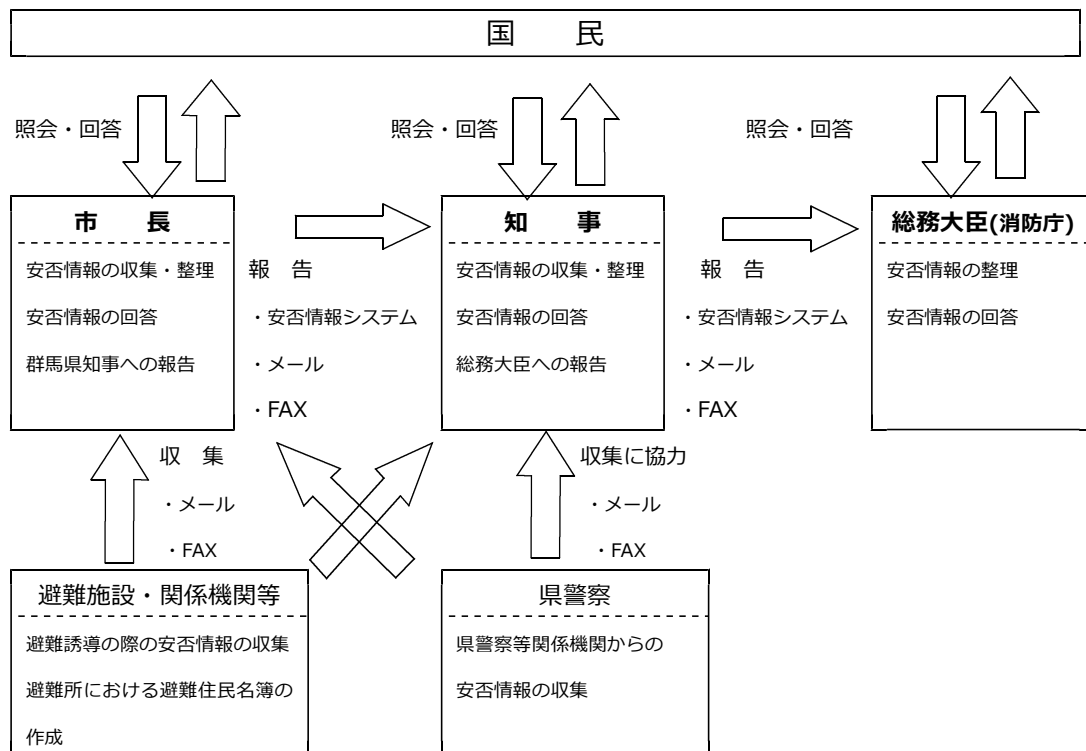 国　　民
照会・回答
照会・回答
照会・回答
市　　長
安否情報の収集・整理
安否情報の回答
群馬県知事への報告
報　告
・安否情報システム
・メール
・FAX
知　　事
安否情報の収集・整理
安否情報の回答
総務大臣への報告
報　告
・安否情報システム
・メール
・FAX
総務大臣(消防庁)
安否情報の整理
安否情報の回答
収　集
・メール
・FAX
収集に協力
・メール
・FAX
避難施設・関係機関等
避難誘導の際の安否情報の収集
避難所における避難住民名簿の
作成
県警察
県警察等関係機関からの
安否情報の収集